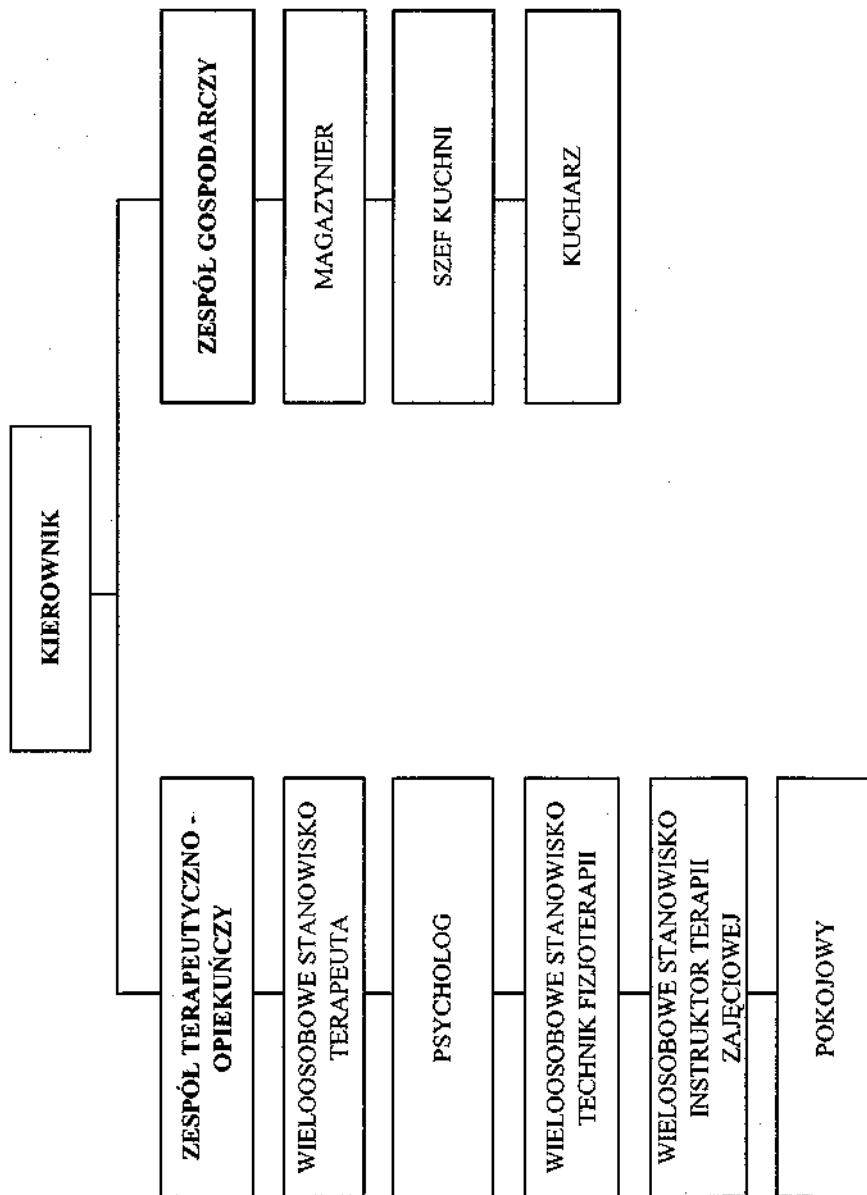 KIEROWNIK
ZESPÓŁ TERAPEUTYCZNO -
OPIEKUŃCZY
WIELOOSOBOWE STANOWISKO
TERAPEUTA
PSYCHOLOG
WIELOOSOBOWE STANOWISKO
TECHNIK FIZJOTERAPII
WIELOSOBOWE STANOWISKO
INSTRUKTOR TERAPII
ZAJĘCIOWEJ
POKOJOWY
ZESPÓŁ GOSPODARCZY
MAGAZYNIER
SZEF KUCHNI
KUCHARZ